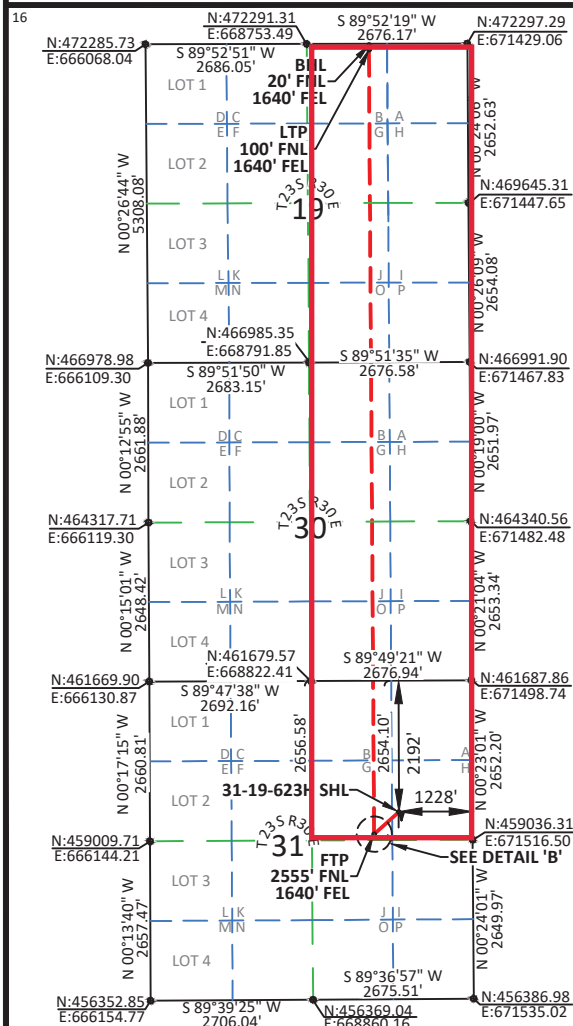 16
N:472291.31
E:668753.49
S 89°52'19" W
2676.17'
N:472297.29
E:671429.06
N:472285.73
E:666068.04
S 89°52'51" W
2686.05'
BHL
20' FNL
1640' FEL
LTP
100' FNL
1640' FEL
LOT 1
D C
E F
B A
G H
LOT 2
N 00°24'08" W
2652.63'
N 00°26'44" W
5308.08'
T23S R30E
19
N:469645.31
E:671447.65
LOT 3
L K
M N
J I
O P
LOT 4
N 00°26'09" W
2654.08'
N:466985.35
E:668791.85
S 89°51'35" W
2676.58'
N:466978.98
E:666109.30
S 89°51'50" W
2683.15'
N:466991.90
E:671467.83
LOT 1
D C
E F
B A
G H
LOT 2
N 00°12'55" W
2661.88'
N 00°19'00" W
2651.97'
T23S R30E
30
N:464317.71
E:666119.30
N:464340.56
E:671482.48
LOT 3
L K
M N
J I
O P
LOT 4
N 00°15'01" W
2648.42'
N 00°21'04" W
2653.34'
N:461679.57
E:668822.41
S 89°49'21" W
2676.94'
N:461669.90
E:666130.87
S 89°47'38" W
2692.16'
N:461687.86
E:671498.74
LOT 1
D C
E F
B
G
A
H
LOT 2
2656.58'
2654.10'
2192'
N 00°17'15" W
2660.81'
N 00°23'01" W
2652.20'
31-19-623H SHL
1228'
T23S R30E
31
N:459009.71
E:666144.21
N:459036.31
E:671516.50
FTP
2555' FNL
1640' FEL
SEE DETAIL 'B'
LOT 3
L K
M N
J I
O P
LOT 4
N 00°13'40" W
2657.47'
N 00°24'01" W
2649.97'
S 89°36'57" W
2675.51'
N:456352.85
E:666154.77
S 89°39'25" W
2706.04'
N:456369.04
E:668860.16
N:456386.98
E:671535.02